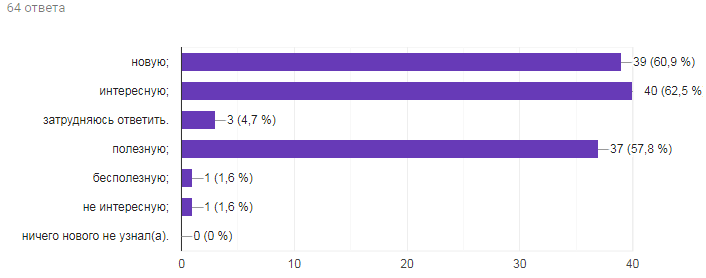 64 ответа
новую; 39 (60,9 %)
интересную; 40 (62,5 %
затрудняюсь ответить. 3 (4,7 %)
полезную; 37 (57,8 %)
бесполезную; 1 (1,6 %)
не интересную; 1 (1,6 %)
ничего нового не узнал(а). 0 (0 %)
0 10 20 30 40